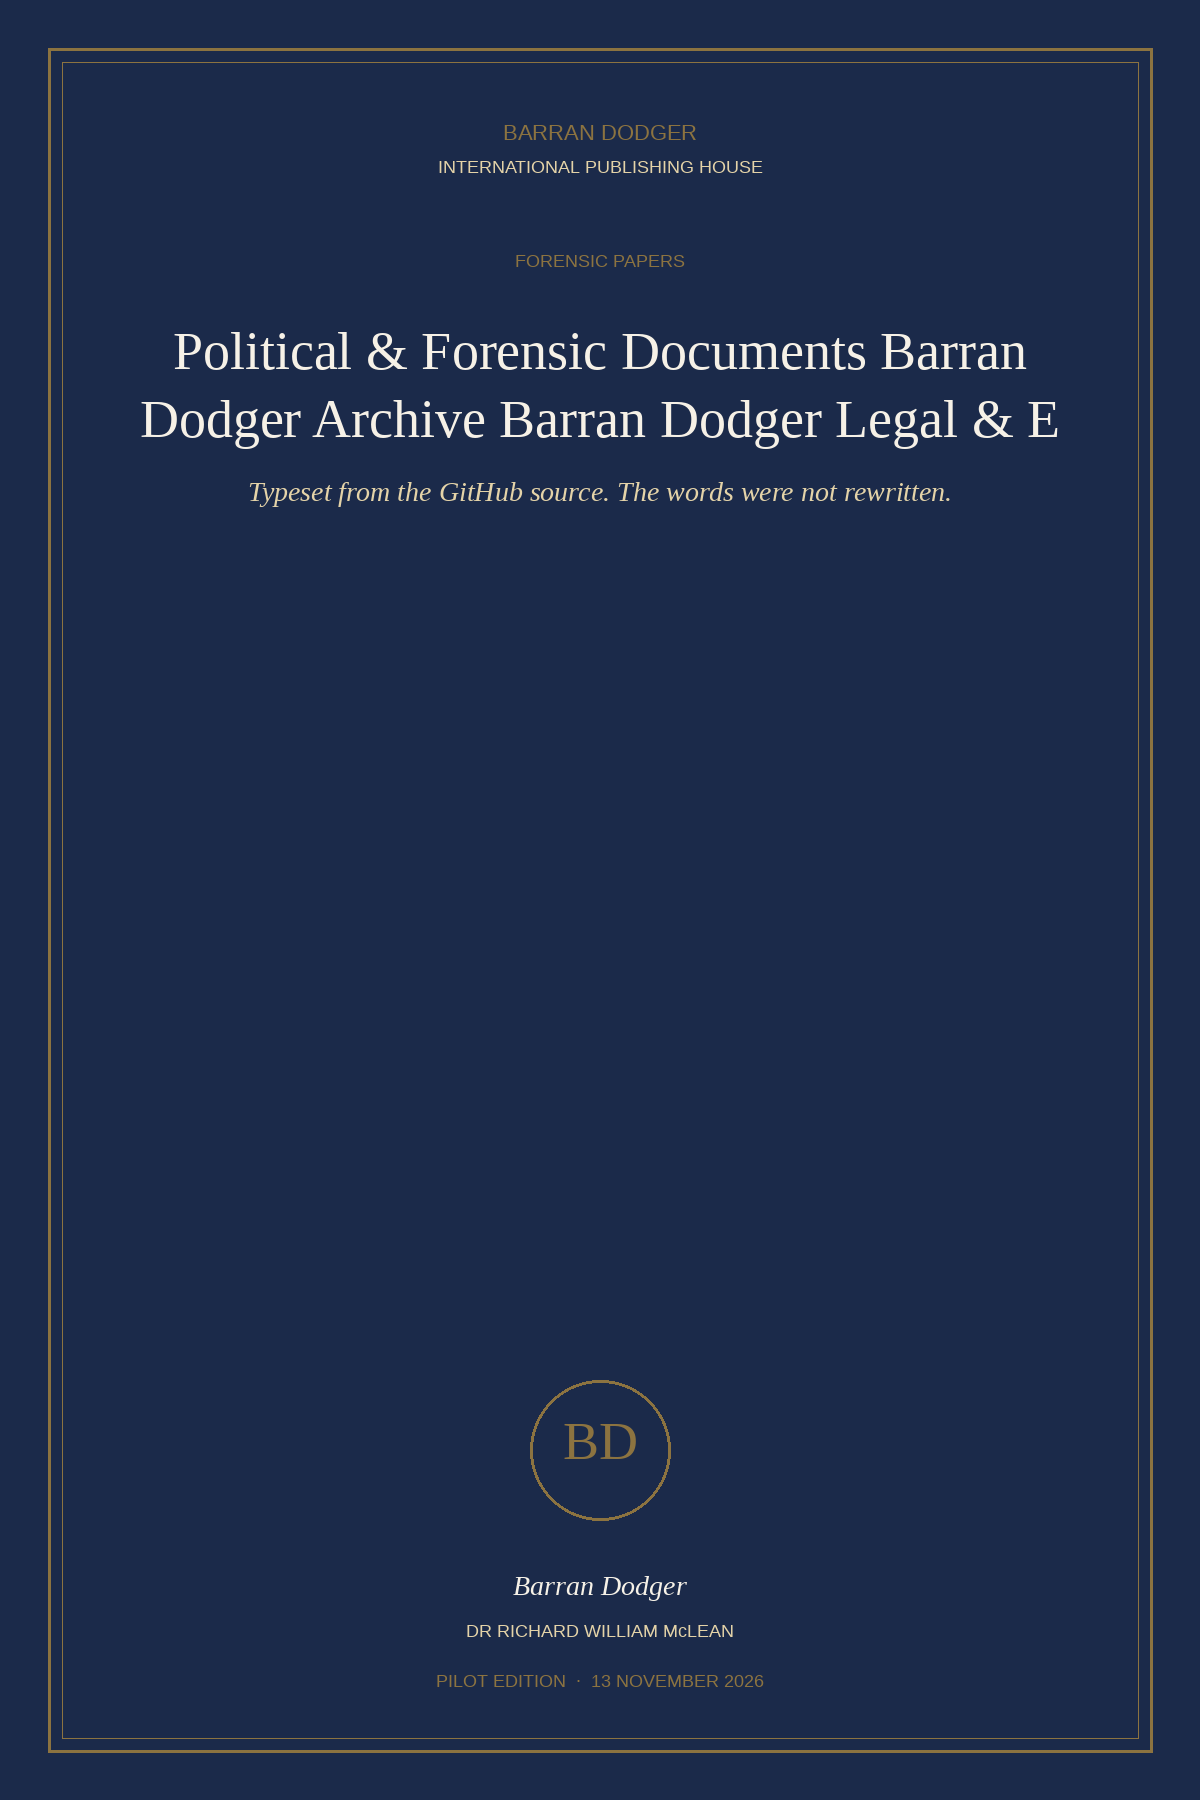 BARRAN DODGER
INTERNATIONAL PUBLISHING HOUSE
FORENSIC PAPERS
Political & Forensic Documents Barran
Dodger Archive Barran Dodger Legal & E
Typeset from the GitHub source. The words were not rewritten.
BD
Barran Dodger
DR RICHARD WILLIAM McLEAN
PILOT EDITION · 13 NOVEMBER 2026